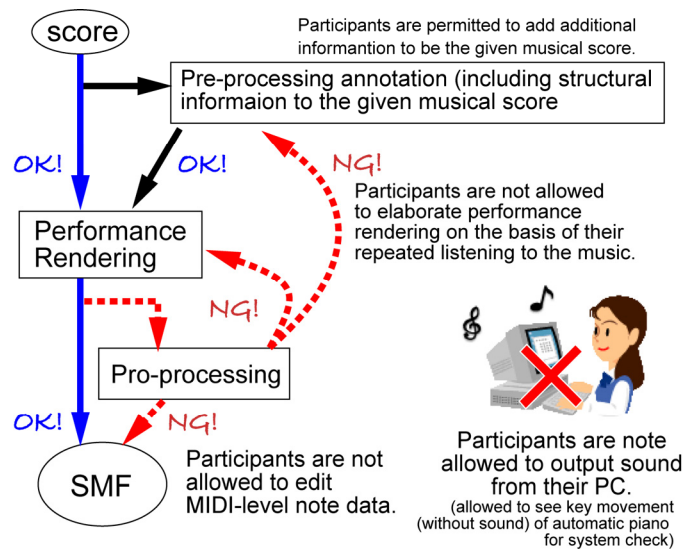 score
Participants are permitted to add additional
informantion to be the given musical score.
Pre-processing annotation (including structural
informaion to the given musical score
OK!
OK!
NG!
Participants are not allowed
to elaborate performance
rendering on the basis of their
repeated listening to the music.
Performance
Rendering
NG!
Pro-processing
OK!
NG!
SMF
Participants are not
allowed to edit
MIDI-level note data.
Participants are note
allowed to output sound
from their PC.
(allowed to see key movement
(without sound) of automatic piano
for system check)